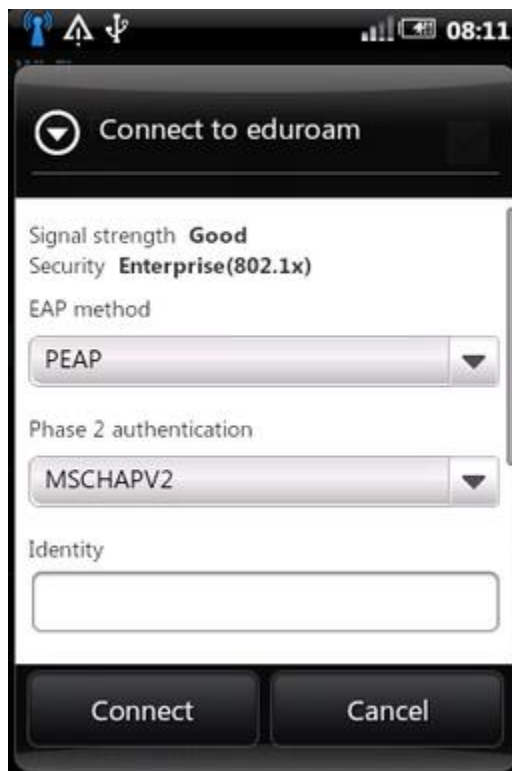 08:11
Connect to eduroam
Signal strength Good
Security Enterprise(802.1x)
EAP method
PEAP
Phase 2 authentication
MSCHAPV2
Identity
Connect Cancel